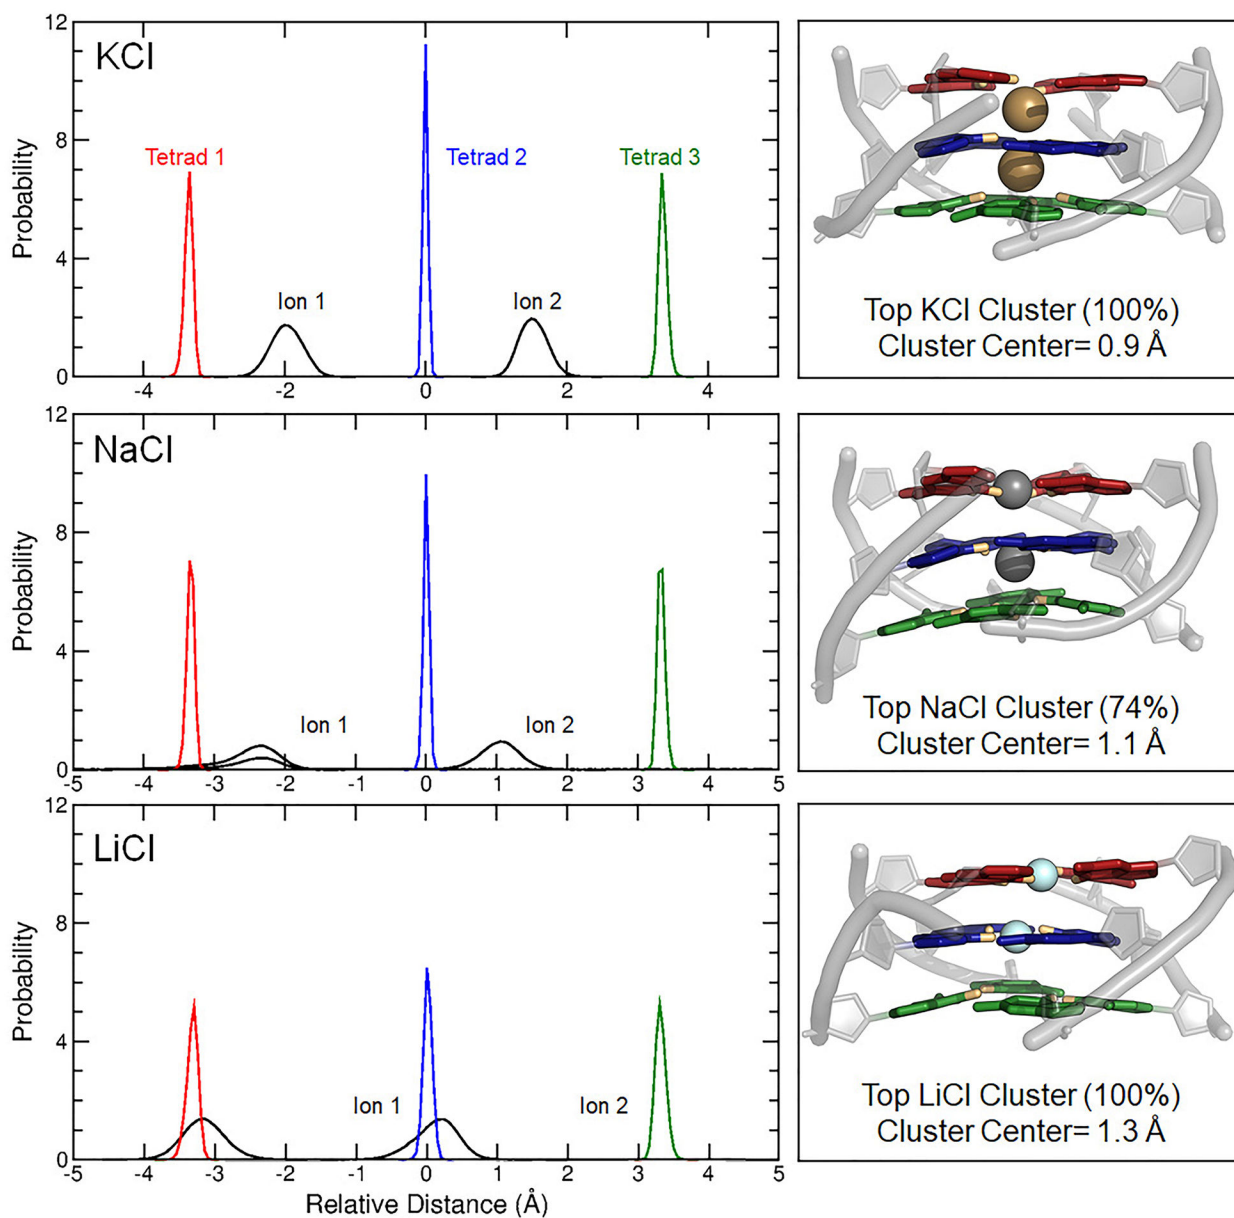 12
KCl
8
Tetrad 1
Tetrad 2
Tetrad 3
Probability
4
Ion 1
Ion 2
0
-4
-2
0
2
4
Top KCl Cluster (100%)
Cluster Center= 0.9 Å
12
NaCl
8
Probability
4
Ion 1
Ion 2
0
-5 -4 -3 -2 -1 0 1 2 3 4 5
Top NaCl Cluster (74%)
Cluster Center= 1.1 Å
12
LiCl
8
Probability
4
Ion 1
Ion 2
0
-5 -4 -3 -2 -1 0 1 2 3 4 5
Relative Distance (Å)
Top LiCl Cluster (100%)
Cluster Center= 1.3 Å